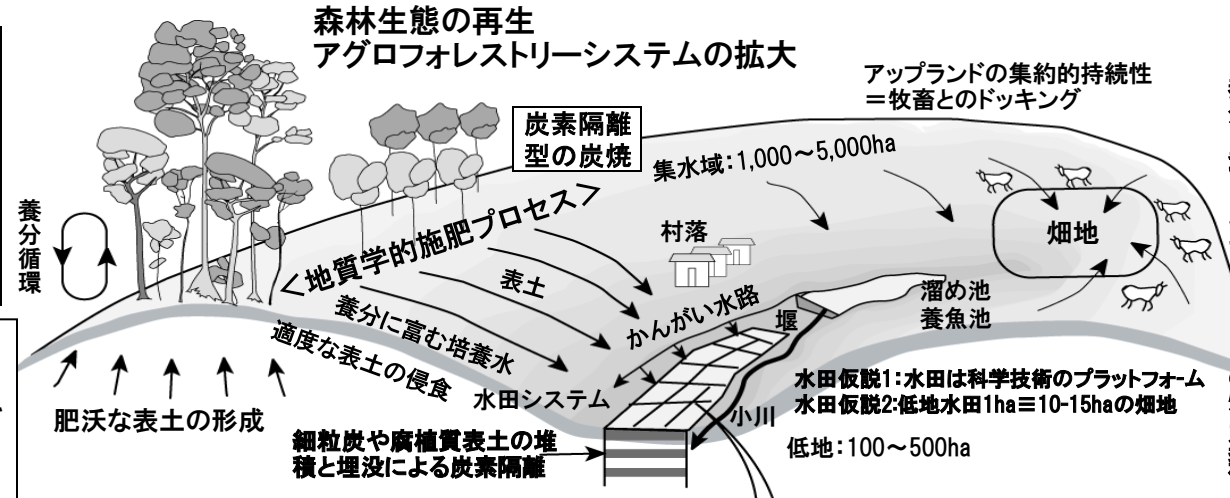 森林生態の再生
アグロフォレストリーシステムの拡大
アップランドの集約的持続性
=牧畜とのドッキング
炭素隔離
型の炭焼
集水域:1,000~5,000ha
養分循環
<地質学的施肥プロセス>
村落
畑地
表土
養分に富む培養水
適度な表土の侵食
かんがい水路
堰
溜め池
養魚池
肥沃な表土の形成
水田システム
小川
水田仮説1:水田は科学技術のプラットフォーム
水田仮説2:低地水田1ha≡10-15haの畑地
細粒炭や腐植質表土の堆
積と埋没による炭素隔離
低地:100~500ha